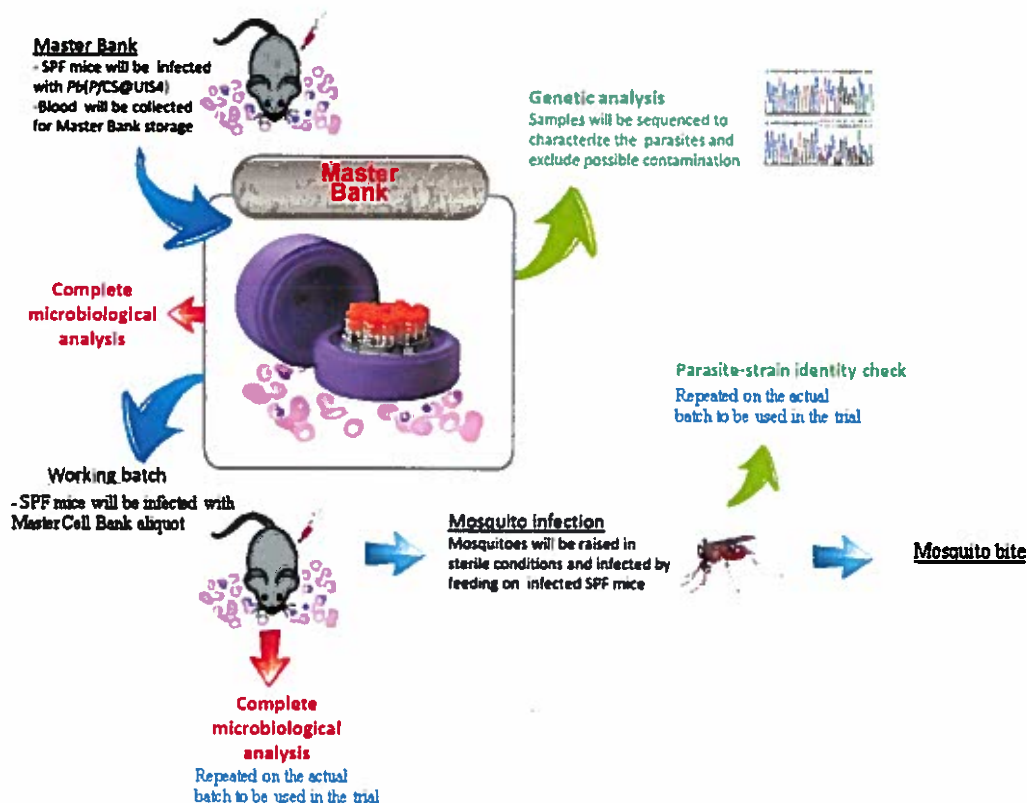 Master Bank
- SPF mice will be infected
with Pb(PfCS@UIS4)
-Blood will be collected
for Master Bank storage
Genetic analysis
Samples will be sequenced to
characterize the parasites and
exclude possible contamination
Master
Bank
Complete
microbiological
analysis
Parasite-strain identity check
Repeated on the actual
batch to be used in the trial
Working batch
- SPF mice will be infected with
Master Cell Bank aliquot
Mosquito infection
Mosquitoes will be raised in
sterile conditions and infected by
feeding on infected SPF mice
Mosquito bite
Complete
microbiological
analysis
Repeated on the actual
batch to be used in the trial